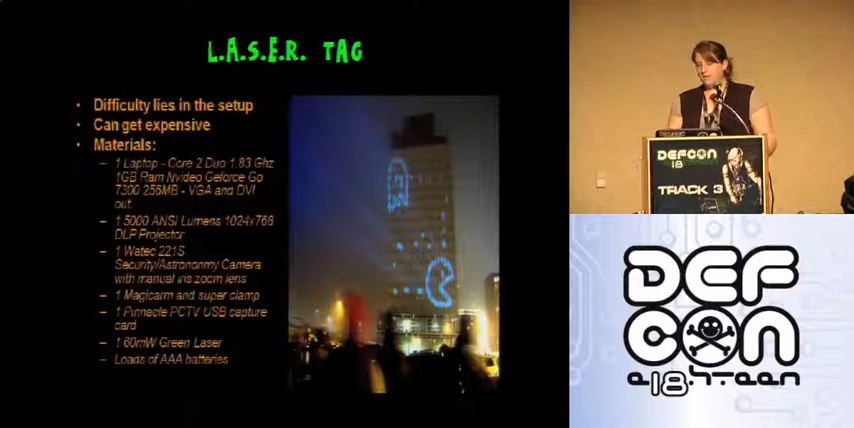 L.A.S.E.R. TAG
• Difficulty lies in the setup
• Can get expensive
• Materials:
– 1 Laptop - Core 2 Duo 1.83 Ghz
1GB Ram Nvideo Geforce Go
7300 256MB - VGA and DVI
out.
– 1 5000 ANSI Lumens 1024x768
DLP Projector
– 1 Watec 221S
Security/Astronomy Camera
with manual iris zoom lens
– 1 Magicarm and super clamp
– 1 Pinnacle PCTV USB capture
card
– 1 60mW Green Laser
– Loads of AAA batteries
DEFCON
18
TRACK 3
DEF
CON
e18h-teen